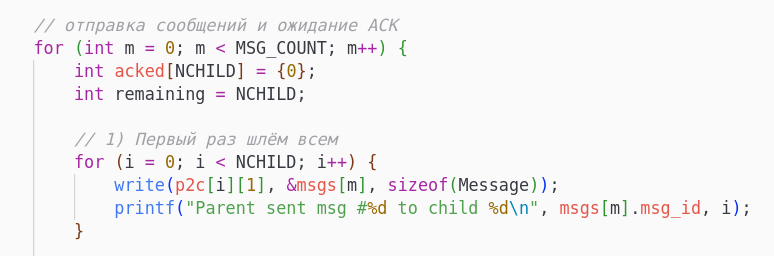 // отправка сообщений и ожидание АСК
for (int m = 0; m < MSG_COUNT; m++) {
    int acked[NCHILD] = {0};
    int remaining = NCHILD;

    // 1) Первый раз шлём всем
    for (i = 0; i < NCHILD; i++) {
        write(p2c[i][1], &msgs[m], sizeof(Message));
        printf("Parent sent msg #%d to child %d\n", msgs[m].msg_id, i);
    }